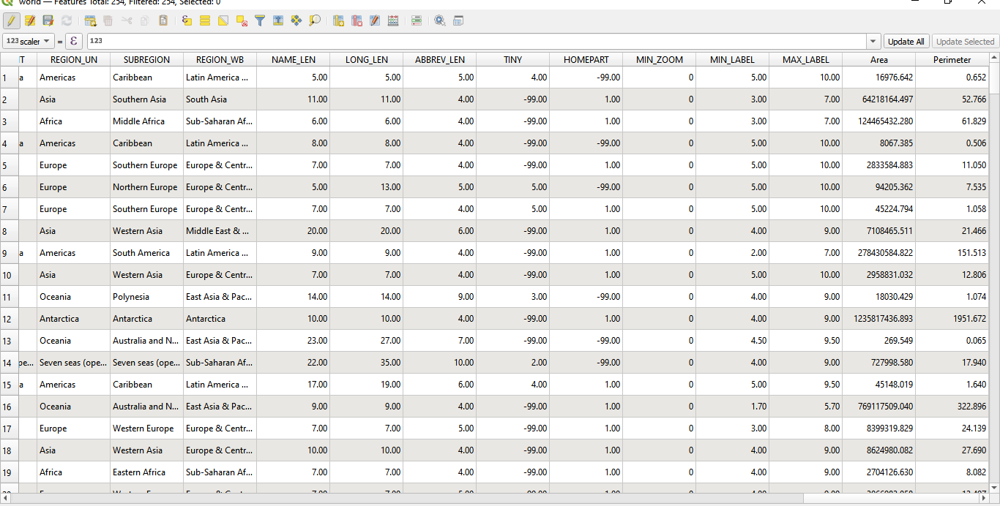 world — Features Total: 254, Filtered: 254, Selected: 0
123 scaler = ε 123 Update All Update Selected
T REGION_UN SUBREGION REGION_WB NAME_LEN LONG_LEN ABBREV_LEN TINY HOMEPART MIN_ZOOM MIN_LABEL MAX_LABEL Area Perimeter
1 a Americas Caribbean Latin America ... 5.00 5.00 5.00 4.00 -99.00 0 5.00 10.00 16976.642 0.652
2 Asia Southern Asia South Asia 11.00 11.00 4.00 -99.00 1.00 0 3.00 7.00 64218164.497 52.766
3 Africa Middle Africa Sub-Saharan Af... 6.00 6.00 4.00 -99.00 1.00 0 3.00 7.00 124465432.280 61.829
4 a Americas Caribbean Latin America ... 8.00 8.00 4.00 -99.00 -99.00 0 5.00 10.00 8067.385 0.506
5 Europe Southern Europe Europe & Centr... 7.00 7.00 4.00 -99.00 1.00 0 5.00 10.00 2833584.883 11.050
6 Europe Northern Europe Europe & Centr... 5.00 13.00 5.00 5.00 -99.00 0 5.00 10.00 94205.362 7.535
7 Europe Southern Europe Europe & Centr... 7.00 7.00 4.00 5.00 1.00 0 5.00 10.00 45224.794 1.058
8 Asia Western Asia Middle East & ... 20.00 20.00 6.00 -99.00 1.00 0 4.00 9.00 7108465.511 21.466
9 a Americas South America Latin America ... 9.00 9.00 4.00 -99.00 1.00 0 2.00 7.00 278430584.822 151.513
10 Asia Western Asia Europe & Centr... 7.00 7.00 4.00 -99.00 1.00 0 5.00 10.00 2958831.032 12.806
11 Oceania Polynesia East Asia & Pac... 14.00 14.00 9.00 3.00 -99.00 0 4.00 9.00 18030.429 1.074
12 Antarctica Antarctica Antarctica 10.00 10.00 4.00 -99.00 1.00 0 4.00 9.00 1235817436.893 1951.672
13 Oceania Australia and N... East Asia & Pac... 23.00 27.00 7.00 -99.00 -99.00 0 4.50 9.50 269.549 0.065
14 pe... Seven seas (ope... Seven seas (ope... Sub-Saharan Af... 22.00 35.00 10.00 2.00 -99.00 0 4.00 9.00 727998.580 17.940
15 a Americas Caribbean Latin America ... 17.00 19.00 6.00 4.00 1.00 0 5.00 9.50 45148.019 1.640
16 Oceania Australia and N... East Asia & Pac... 9.00 9.00 4.00 -99.00 1.00 0 1.70 5.70 769117509.040 322.896
17 Europe Western Europe Europe & Centr... 7.00 7.00 5.00 -99.00 1.00 0 3.00 8.00 8399319.829 24.139
18 Asia Western Asia Europe & Centr... 10.00 10.00 4.00 -99.00 1.00 0 4.00 9.00 8624980.082 27.690
19 Africa Eastern Africa Sub-Saharan Af... 7.00 7.00 4.00 -99.00 1.00 0 4.00 9.00 2704126.630 8.082